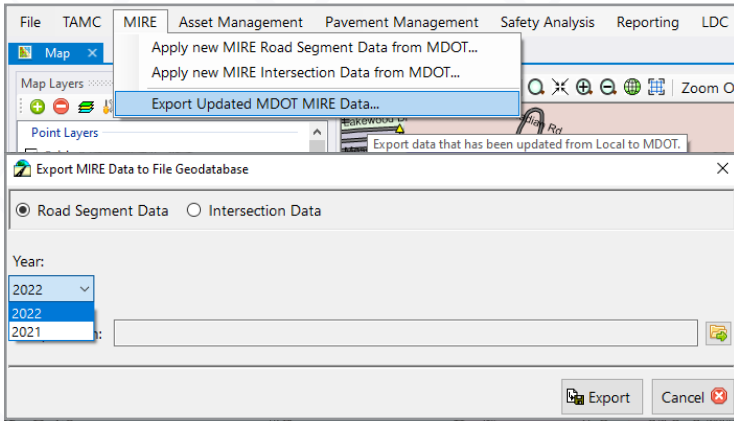 File TAMC MIRE Asset Management Pavement Management Safety Analysis Reporting LDC
Map
Apply new MIRE Road Segment Data from MDOT...
Map Layers
Apply new MIRE Intersection Data from MDOT...
Zoom O
Export Updated MDOT MIRE Data...
Lakewood Dr
Rd
Point Layers
Export data that has been updated from Local to MDOT.
Export MIRE Data to File Geodatabase
Road Segment Data Intersection Data
Year:
2022
2022
2021
Export Cancel